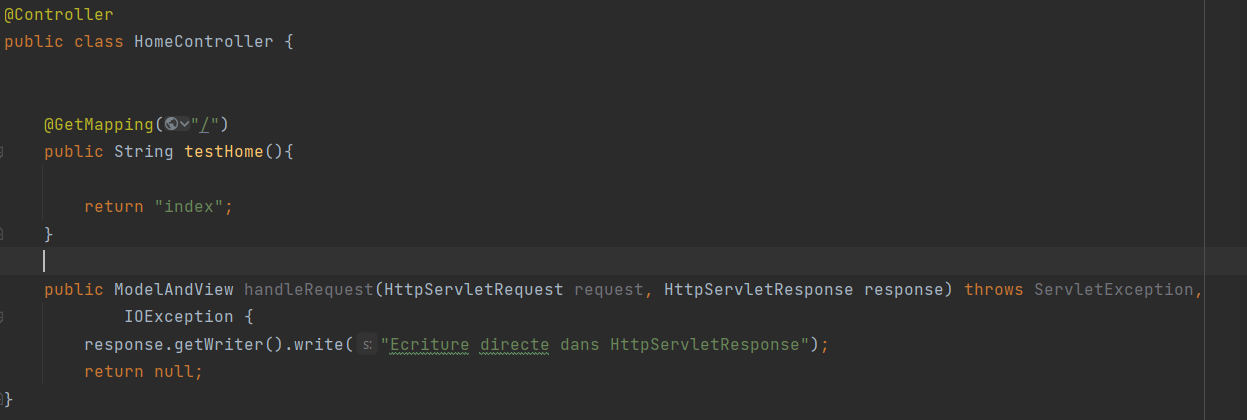 @Controller
public class HomeController {
@GetMapping("/")
public String testHome(){
return "index";
}
public ModelAndView handleRequest(HttpServletRequest request, HttpServletResponse response) throws ServletException,
IOException {
response.getWriter().write( s: "Ecriture directe dans HttpServletResponse");
return null;
}